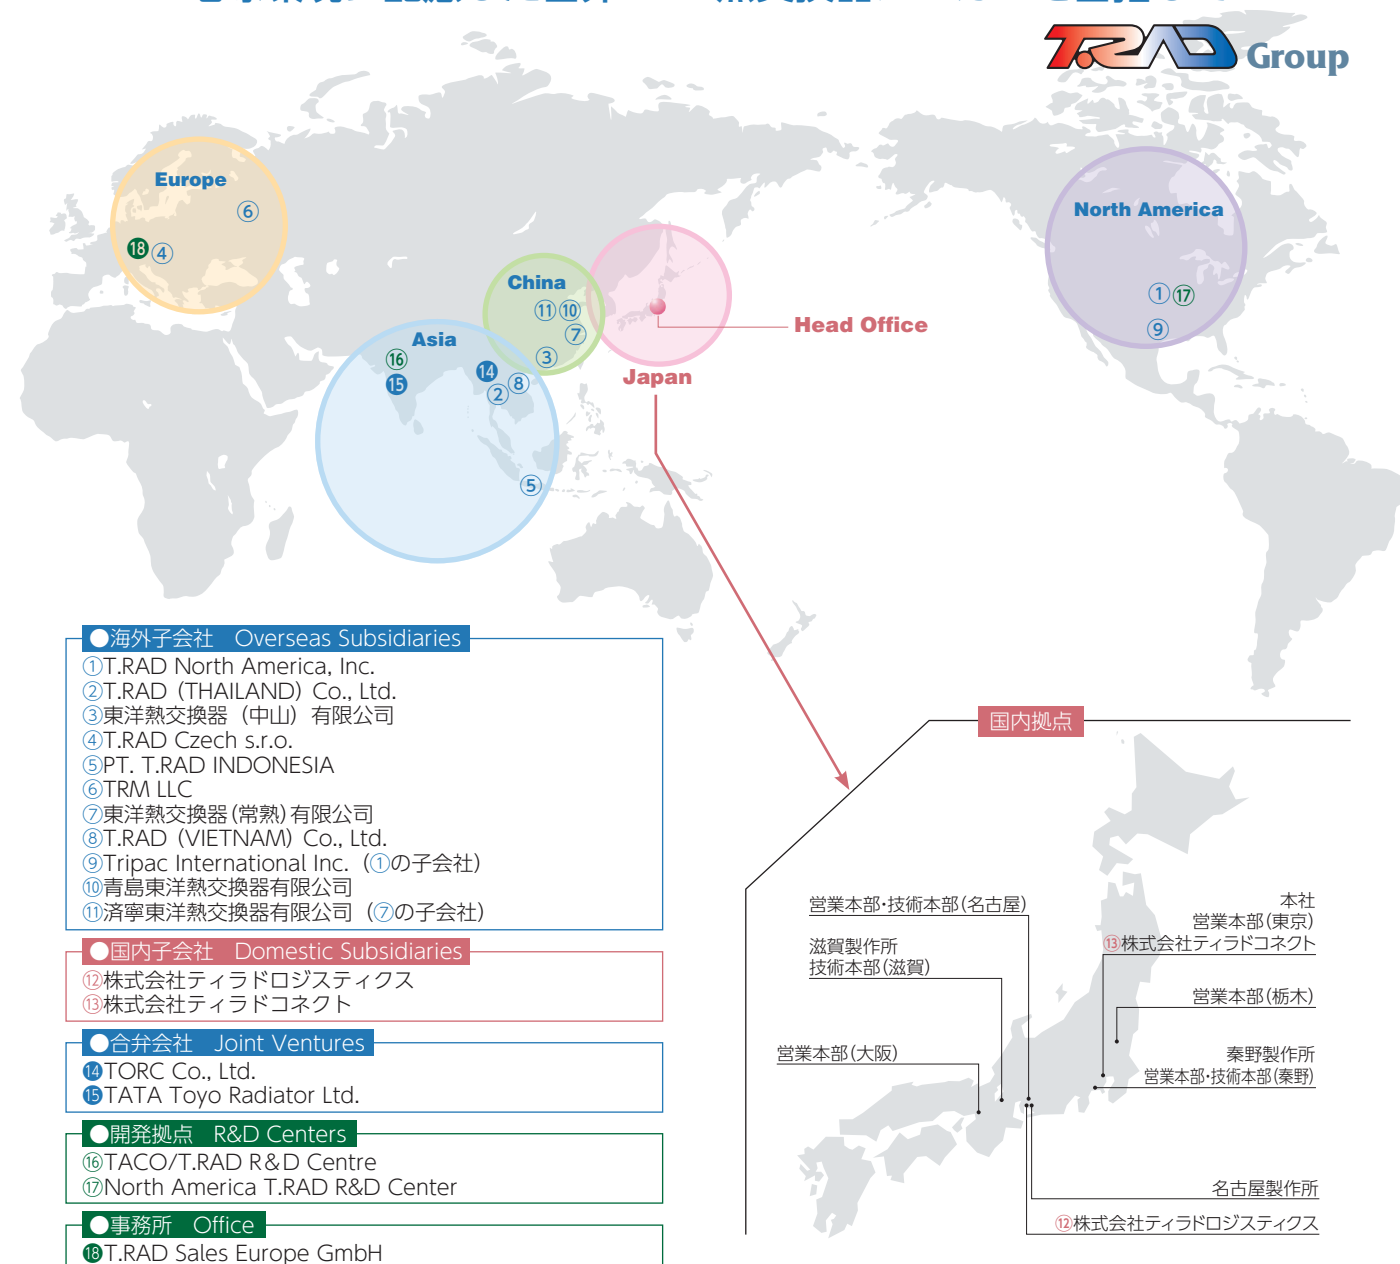 T.RAD Group
Europe
⑥
⑱④
North America
①⑰
⑨
China
⑪⑩
⑦
③
Asia
⑯
⑮
⑭
②⑧
⑤
Head Office
Japan
●海外子会社 Overseas Subsidiaries
①T.RAD North America, Inc.
②T.RAD (THAILAND) Co., Ltd.
③東洋熱交換器（中山）有限公司
④T.RAD Czech s.r.o.
⑤PT. T.RAD INDONESIA
⑥TRM LLC
⑦東洋熱交換器(常熟)有限公司
⑧T.RAD (VIETNAM) Co., Ltd.
⑨Tripac International Inc.（①の子会社）
⑩青島東洋熱交換器有限公司
⑪済寧東洋熱交換器有限公司（⑦の子会社）
●国内子会社 Domestic Subsidiaries
⑫株式会社ティラドロジスティクス
⑬株式会社ティラドコネクト
●合弁会社 Joint Ventures
⑭TORC Co., Ltd.
⑮TATA Toyo Radiator Ltd.
●開発拠点 R&D Centers
⑯TACO/T.RAD R&D Centre
⑰North America T.RAD R&D Center
●事務所 Office
⑱T.RAD Sales Europe GmbH
国内拠点
営業本部・技術本部(名古屋)
滋賀製作所
技術本部(滋賀)
営業本部(大阪)
本社
営業本部(東京)
⑬株式会社ティラドコネクト
営業本部(栃木)
秦野製作所
営業本部・技術本部(秦野)
名古屋製作所
⑫株式会社ティラドロジスティクス